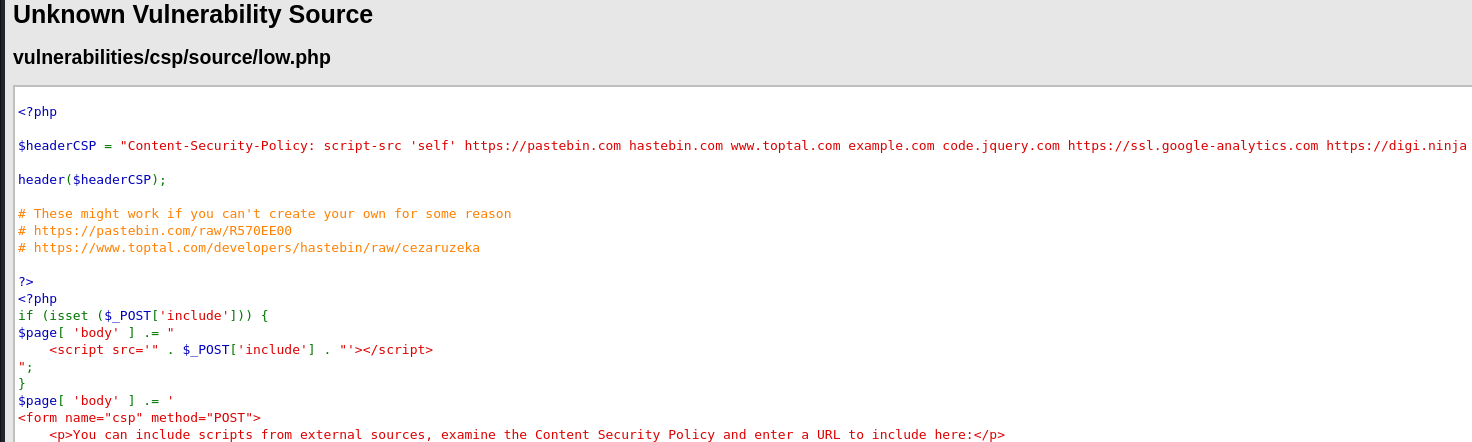 Unknown Vulnerability Source
vulnerabilities/csp/source/low.php
<?php
$headerCSP = "Content-Security-Policy: script-src 'self' https://pastebin.com hastebin.com www.toptal.com example.com code.jquery.com https://ssl.google-analytics.com https://digi.ninja
header($headerCSP);
# These might work if you can't create your own for some reason
# https://pastebin.com/raw/R570EE00
# https://www.toptal.com/developers/hastebin/raw/cezaruzeka
?>
<?php
if (isset ($_POST['include'])) {
$page[ 'body' ] .= "
    <script src='" . $_POST['include'] . "'></script>
";
}
$page[ 'body' ] .= '
<form name="csp" method="POST">
    <p>You can include scripts from external sources, examine the Content Security Policy and enter a URL to include here:</p>